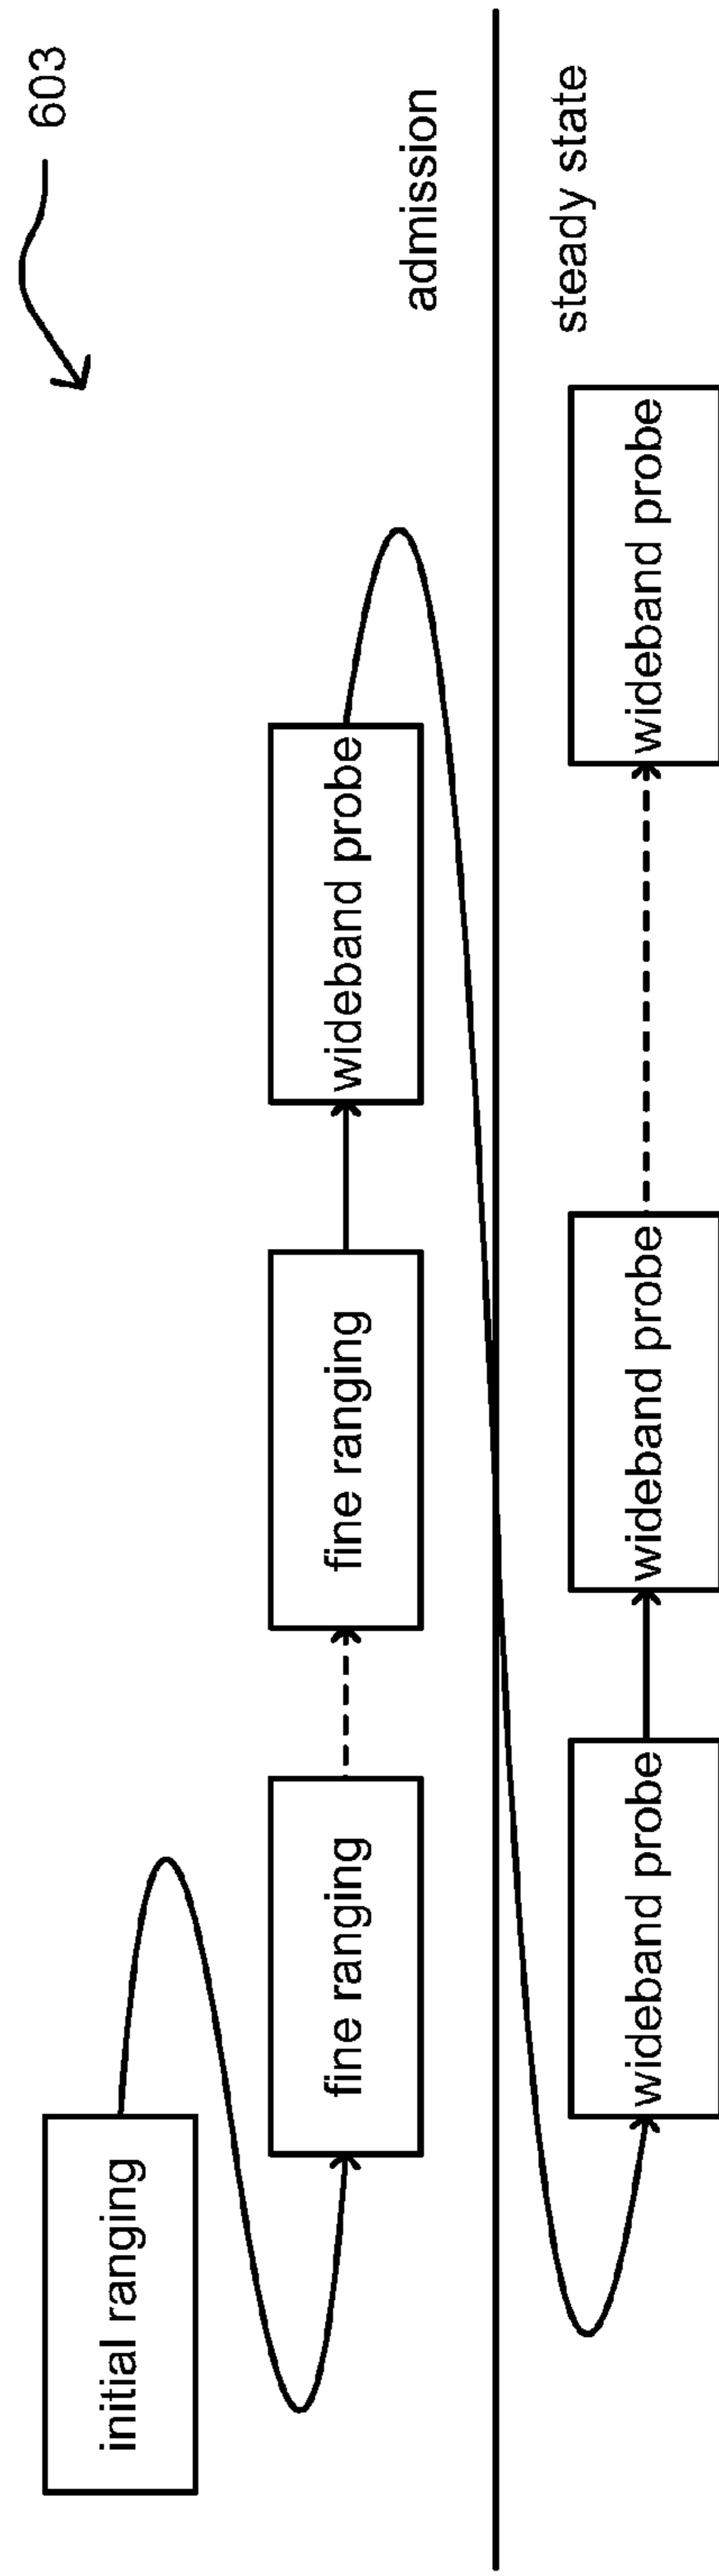 603
initial ranging
fine ranging
fine ranging
wideband probe
admission
steady state
wideband probe
wideband probe
wideband probe